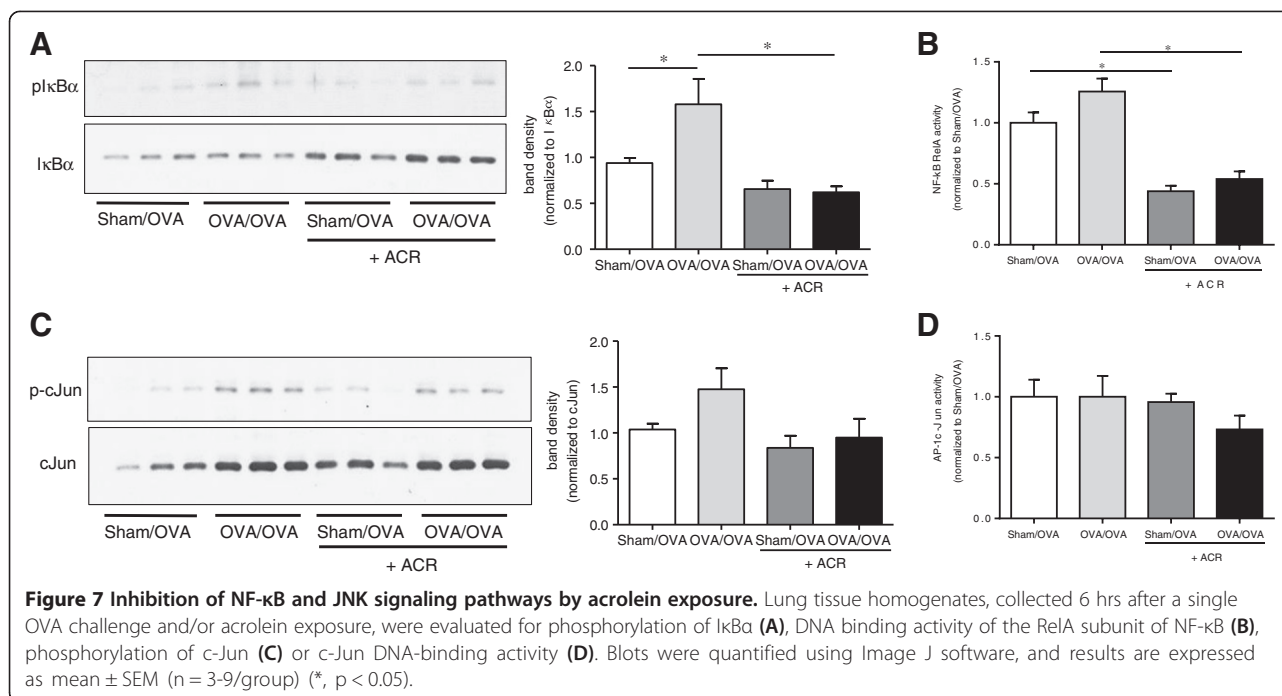 A
pIκBα
IκBα
Sham/OVA OVA/OVA Sham/OVA OVA/OVA
+ ACR
band density
(normalized to I κBα)
2.0
1.5
1.0
0.5
0.0
* *
Sham/OVA OVA/OVA Sham/OVA OVA/OVA
+ ACR
B
NF-kB RelA activity
(normalized to Sham/OVA)
1.5
1.0
0.5
0.0
*
*
Sham/OVA OVA/OVA Sham/OVA OVA/OVA
+ A C R
C
p-cJun
cJun
Sham/OVA OVA/OVA Sham/OVA OVA/OVA
+ ACR
band density
(normalized to cJun)
2.0
1.5
1.0
0.5
0.0
Sham/OVA OVA/OVA Sham/OVA OVA/OVA
+ ACR
D
AP-1c-Jun activity
(normalized to Sham/OVA)
1.5
1.0
0.5
0.0
Sham/OVA OVA/OVA Sham/OVA OVA/OVA
+ ACR
Figure 7 Inhibition of NF-κB and JNK signaling pathways by acrolein exposure. Lung tissue homogenates, collected 6 hrs after a single
OVA challenge and/or acrolein exposure, were evaluated for phosphorylation of IκBα (A), DNA binding activity of the RelA subunit of NF-κB (B),
phosphorylation of c-Jun (C) or c-Jun DNA-binding activity (D). Blots were quantified using Image J software, and results are expressed
as mean ± SEM (n = 3-9/group) (*, p < 0.05).